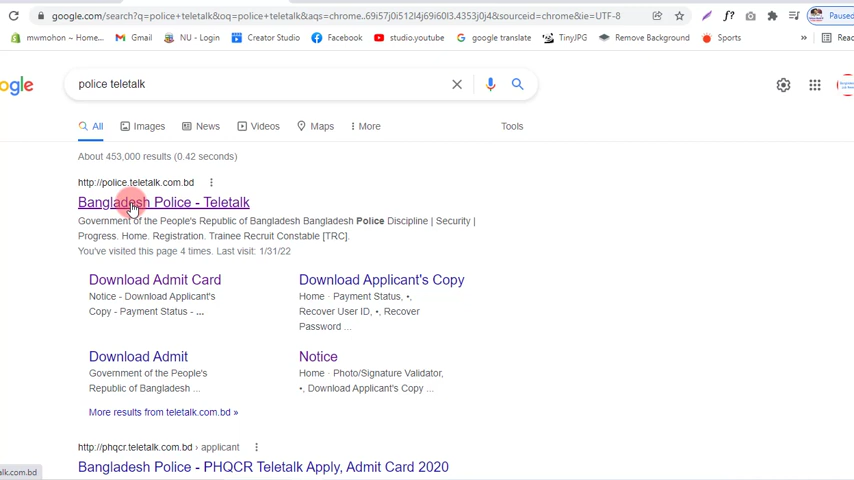 google.com/search?q=police+teletalk&oq=police+teletalk&aqs=chrome..69i57j0i512l4j69i60l3.4353j0j4&sourceid=chrome&ie=UTF-8
Paused
mwmohon ~ Home...
Gmail
NU - Login
Creator Studio
Facebook
studio.youtube
google translate
TinyJPG
Remove Background
Sports
»
police teletalk
All
Images
News
Videos
Maps
More
Tools
About 453,000 results (0.42 seconds)
http://police.teletalk.com.bd
Bangladesh Police - Teletalk
Government of the People's Republic of Bangladesh Bangladesh Police Discipline | Security |
Progress. Home. Registration. Trainee Recruit Constable [TRC].
You've visited this page 4 times. Last visit: 1/31/22
Download Admit Card
Notice - Download Applicant's
Copy - Payment Status - ...
Download Applicant's Copy
Home · Payment Status, •,
Recover User ID, •, Recover
Password ...
Download Admit
Government of the People's
Republic of Bangladesh ...
Notice
Home · Photo/Signature Validator,
•, Download Applicant's Copy ...
More results from teletalk.com.bd »
http://phqcr.teletalk.com.bd › applicant
Bangladesh Police - PHQCR Teletalk Apply, Admit Card 2020
alk.com.bd